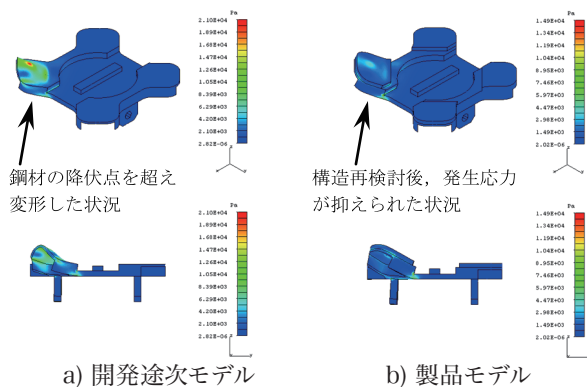 Pa
2.10E+04
1.89E+04
1.68E+04
1.47E+04
1.26E+04
1.05E+04
8.39E+03
6.29E+03
4.20E+03
2.10E+03
2.02E-06
鋼材の降伏点を超え
変形した状況
Pa
1.49E+04
1.34E+04
1.19E+04
1.04E+04
8.95E+03
7.46E+03
5.97E+03
4.47E+03
2.98E+03
1.49E+03
2.02E-06
構造再検討後，発生応力
が抑えられた状況
Pa
2.10E+04
1.89E+04
1.68E+04
1.47E+04
1.26E+04
1.05E+04
8.39E+03
6.29E+03
4.20E+03
2.10E+03
2.02E-06
Pa
1.49E+04
1.34E+04
1.19E+04
1.04E+04
8.95E+03
7.46E+03
5.97E+03
4.47E+03
2.98E+03
1.49E+03
2.02E-06
a) 開発途次モデル
b) 製品モデル